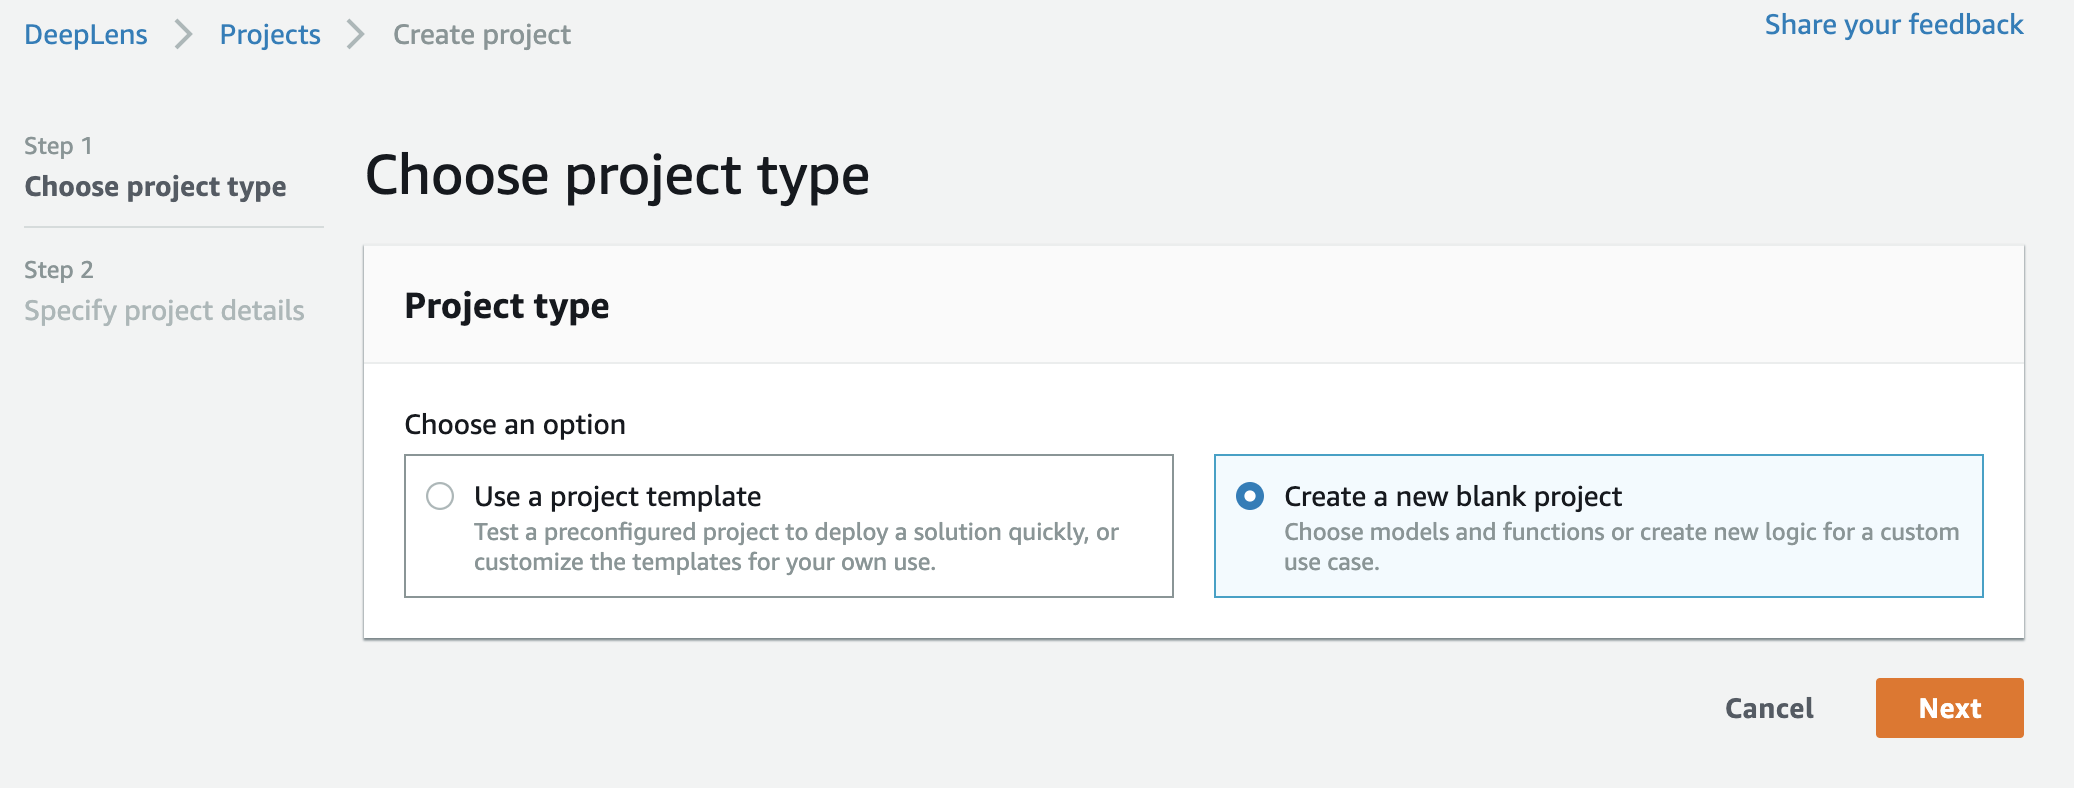 DeepLens > Projects > Create project
Share your feedback
Step 1
Choose project type
Step 2
Specify project details
Choose project type
Project type
Choose an option
Use a project template
Test a preconfigured project to deploy a solution quickly, or
customize the templates for your own use.
Create a new blank project
Choose models and functions or create new logic for a custom
use case.
Cancel
Next